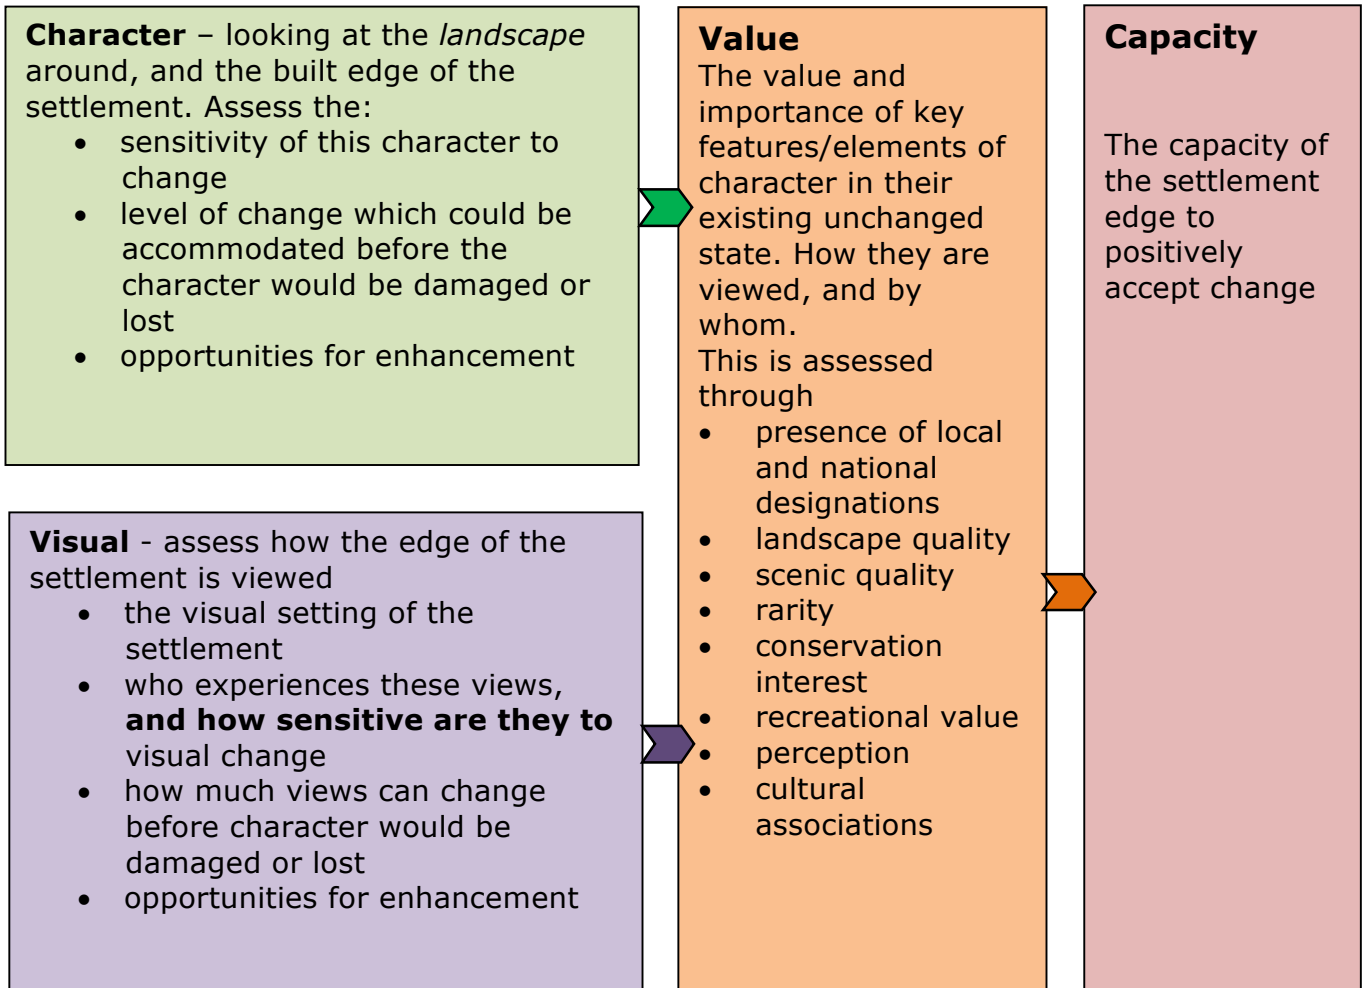 Character – looking at the landscape
around, and the built edge of the
settlement. Assess the:
• sensitivity of this character to
change
• level of change which could be
accommodated before the
character would be damaged or
lost
• opportunities for enhancement
Visual - assess how the edge of the
settlement is viewed
• the visual setting of the
settlement
• who experiences these views,
and how sensitive are they to
visual change
• how much views can change
before character would be
damaged or lost
• opportunities for enhancement
Value
The value and
importance of key
features/elements of
character in their
existing unchanged
state. How they are
viewed, and by
whom.
This is assessed
through
• presence of local
and national
designations
• landscape quality
• scenic quality
• rarity
• conservation
interest
• recreational value
• perception
• cultural
associations
Capacity
The capacity of
the settlement
edge to
positively
accept change